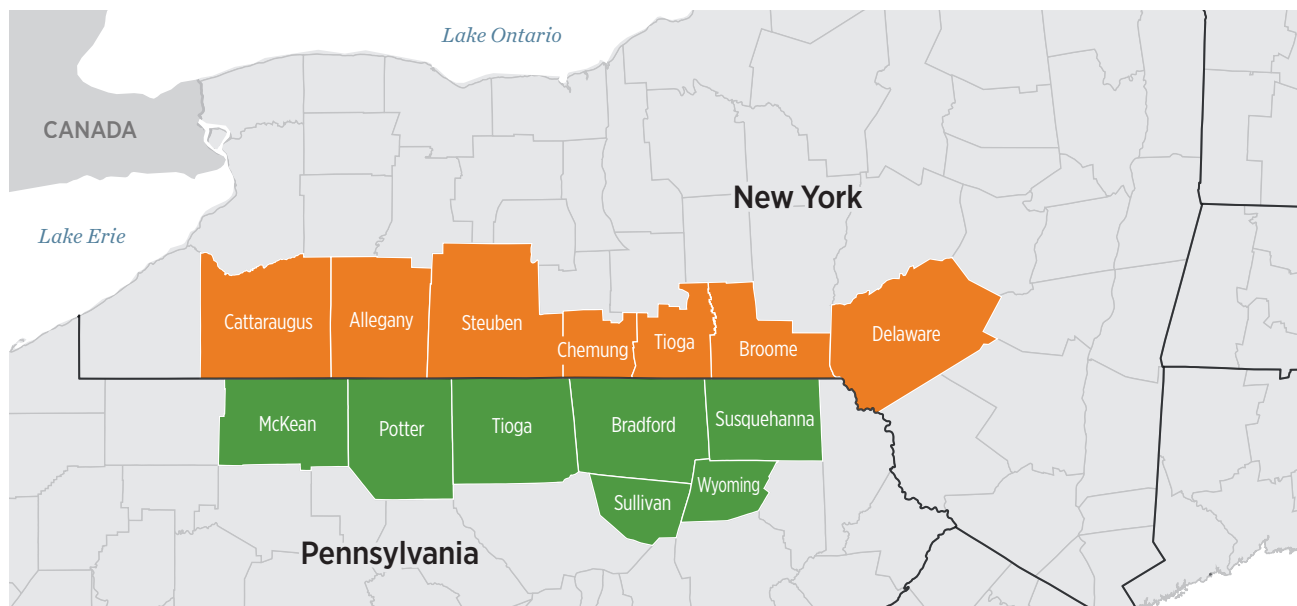 Lake Ontario
CANADA
New York
Lake Erie
Cattaraugus
Allegany
Steuben
Chemung
Tioga
Broome
Delaware
McKean
Potter
Tioga
Bradford
Susquehanna
Sullivan
Wyoming
Pennsylvania